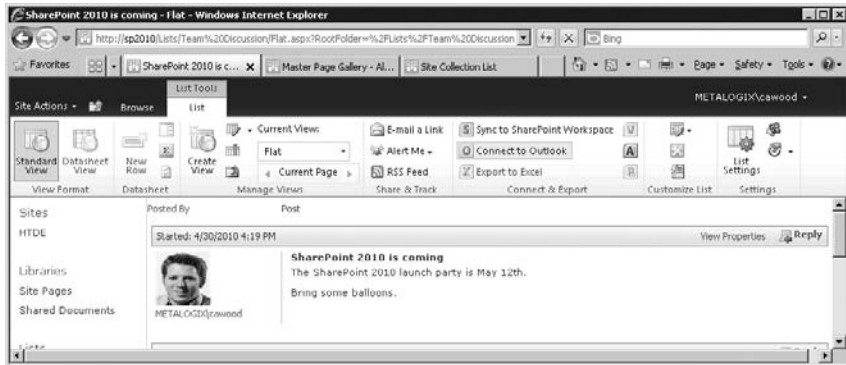 SharePoint 2010 is coming - Flat - Windows Internet Explorer
http://sp2010/Lists/Team%20Discussion/Flat.aspx?RootFolder=%2FLists%2FTeam%20Discussion
Bing
Favorites
SharePoint 2010 is c...
Master Page Gallery - Al...
Site Collection List
Page
Safety
Tools
List Tools
METALOGIX\cawood
Site Actions
Browse
List
Current View:
E-mail a Link
Sync to SharePoint Workspace
Flat
Alert Me
Connect to Outlook
Standard View
Datasheet View
New Row
Create View
Current Page
RSS Feed
Export to Excel
List Settings
View Format
Datasheet
Manage Views
Share & Track
Connect & Export
Customize List
Settings
Sites
Posted By
Post
HTDE
Started: 4/30/2010 4:19 PM
View Properties
Reply
SharePoint 2010 is coming
Libraries
The SharePoint 2010 launch party is May 12th.
Site Pages
Bring some balloons.
Shared Documents
METALOGIX\cawood
Lists